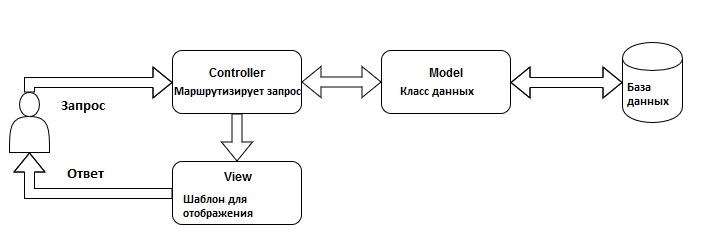 Controller
Маршрутизирует запрос
Model
Класс данных
База
данных
Запрос
Ответ
View
Шаблон для
отображения